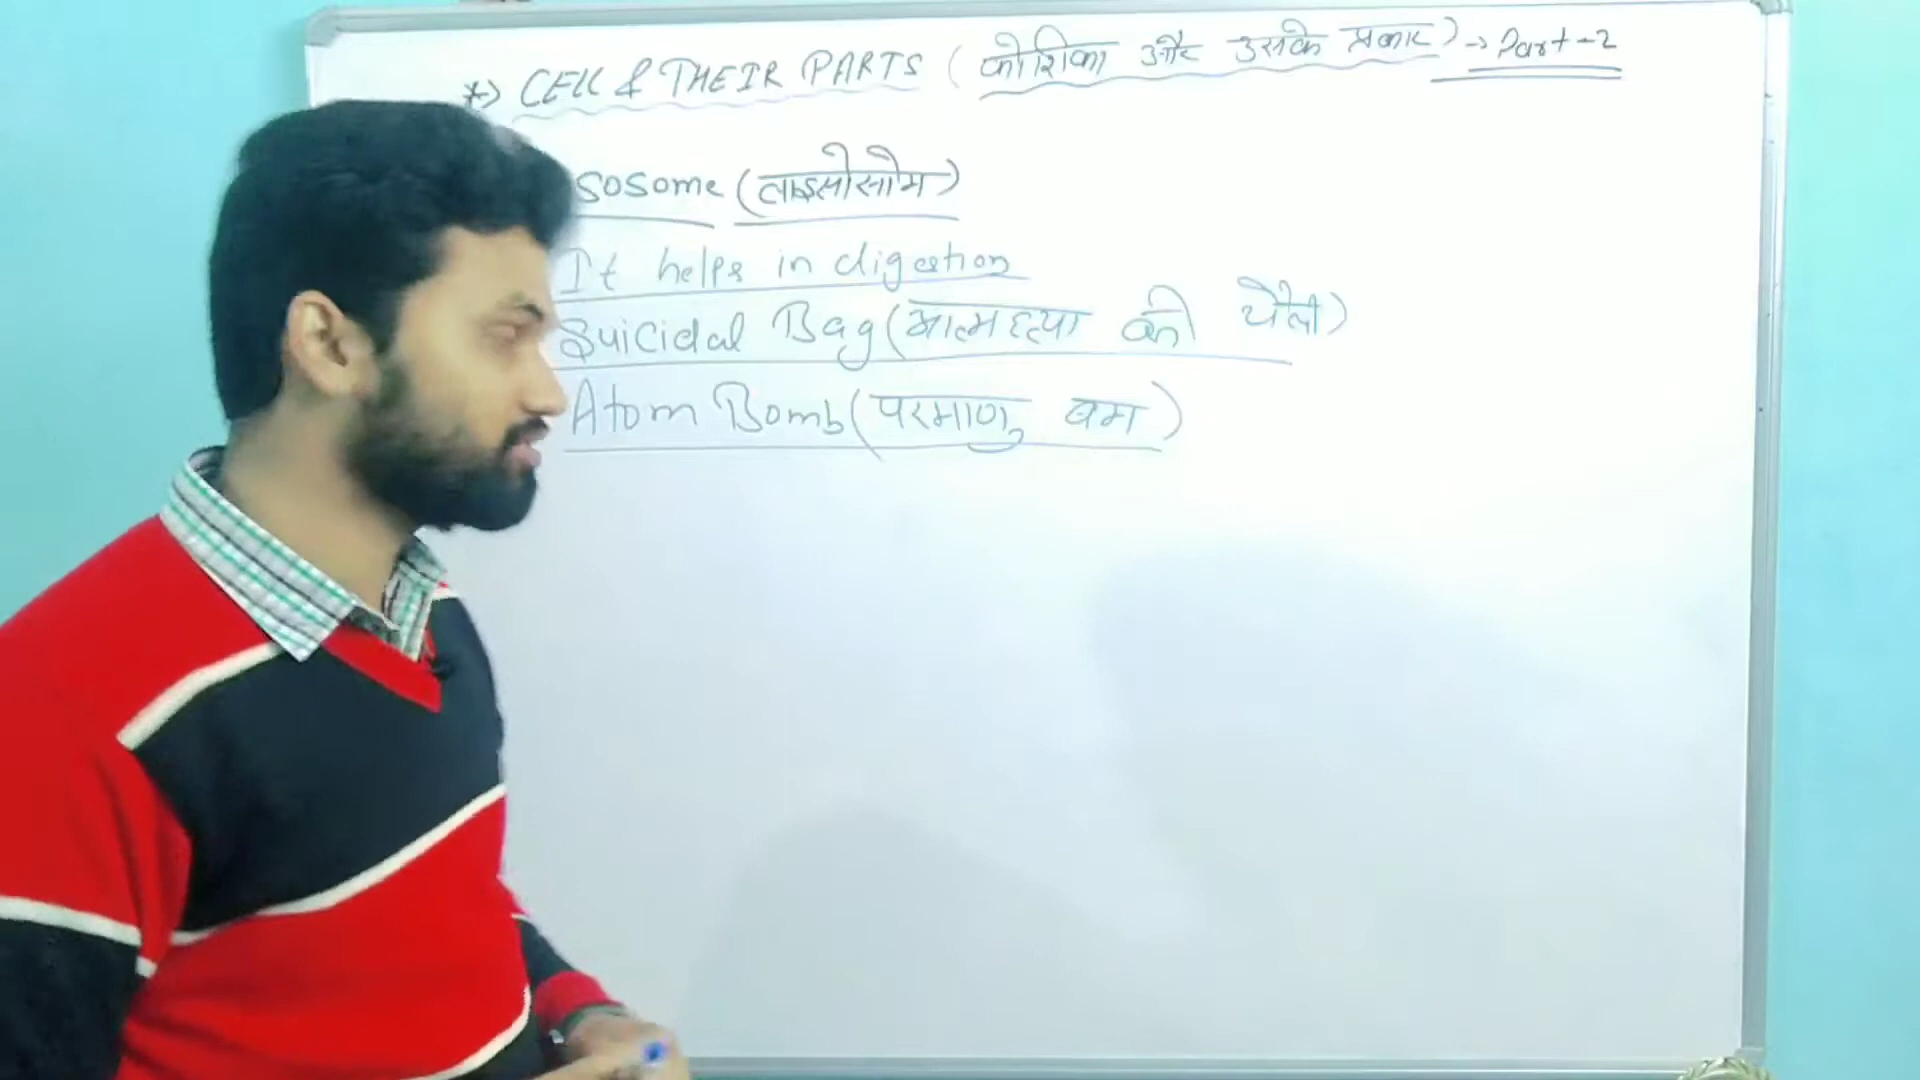 *→ CELL & THEIR PARTS (कोशिका और उसके प्रकार) → Part-2
sosome (लाइसोसोम)
It helps in digestion
Suicidal Bag (आत्महत्या की थैली)
Atom Bomb (परमाणु बम)